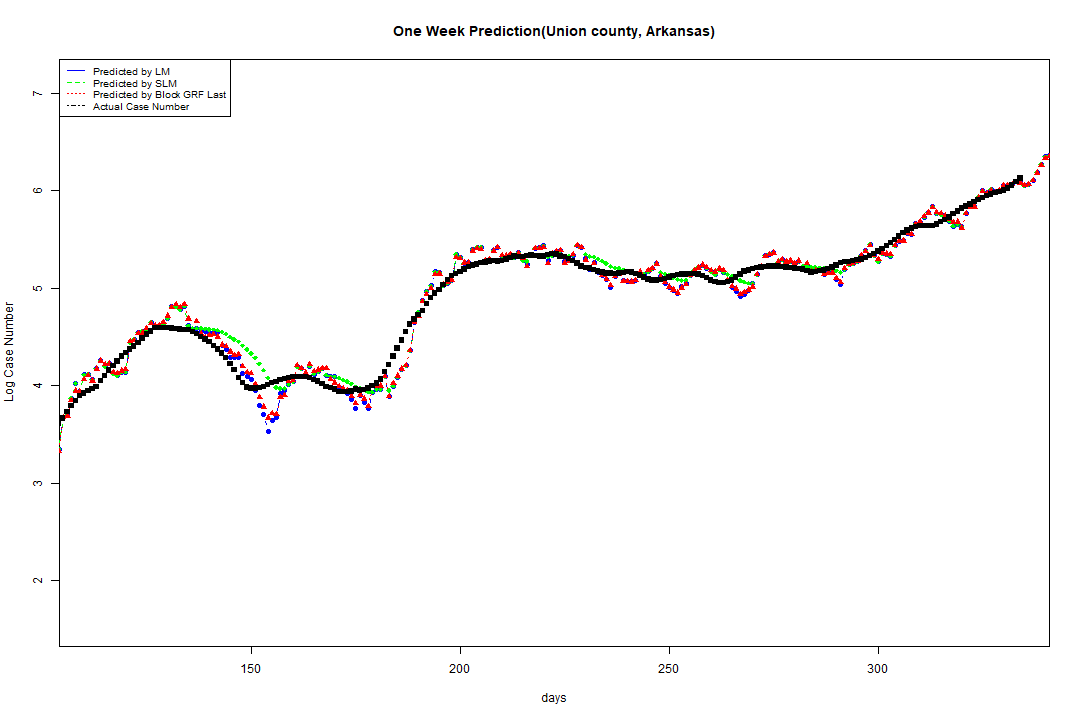 One Week Prediction(Union county, Arkansas)
Predicted by LM
Predicted by SLM
Predicted by Block GRF Last
Actual Case Number
7
6
5
4
3
2
Log Case Number
150 200 250 300
days